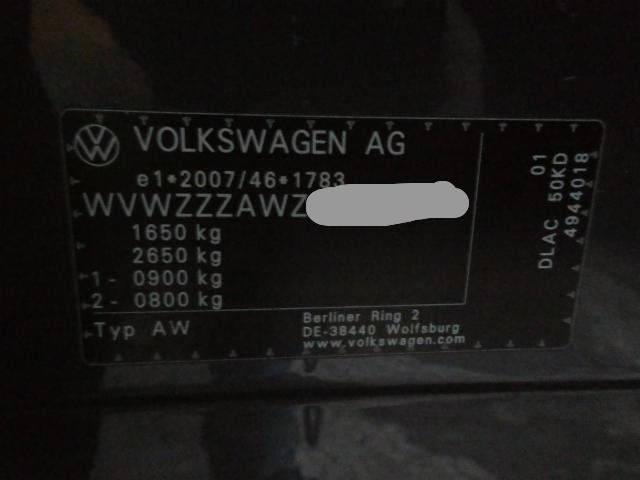 VOLKSWAGEN AG
e1*2007/46*1783
WVWZZZAWZ
1650 kg
2650 kg
1- 0900 kg
2- 0800 kg
Typ AW
Berliner Ring 2
DE-38440 Wolfsburg
www.volkswagen.com
01
DLAC 50KD
4944018